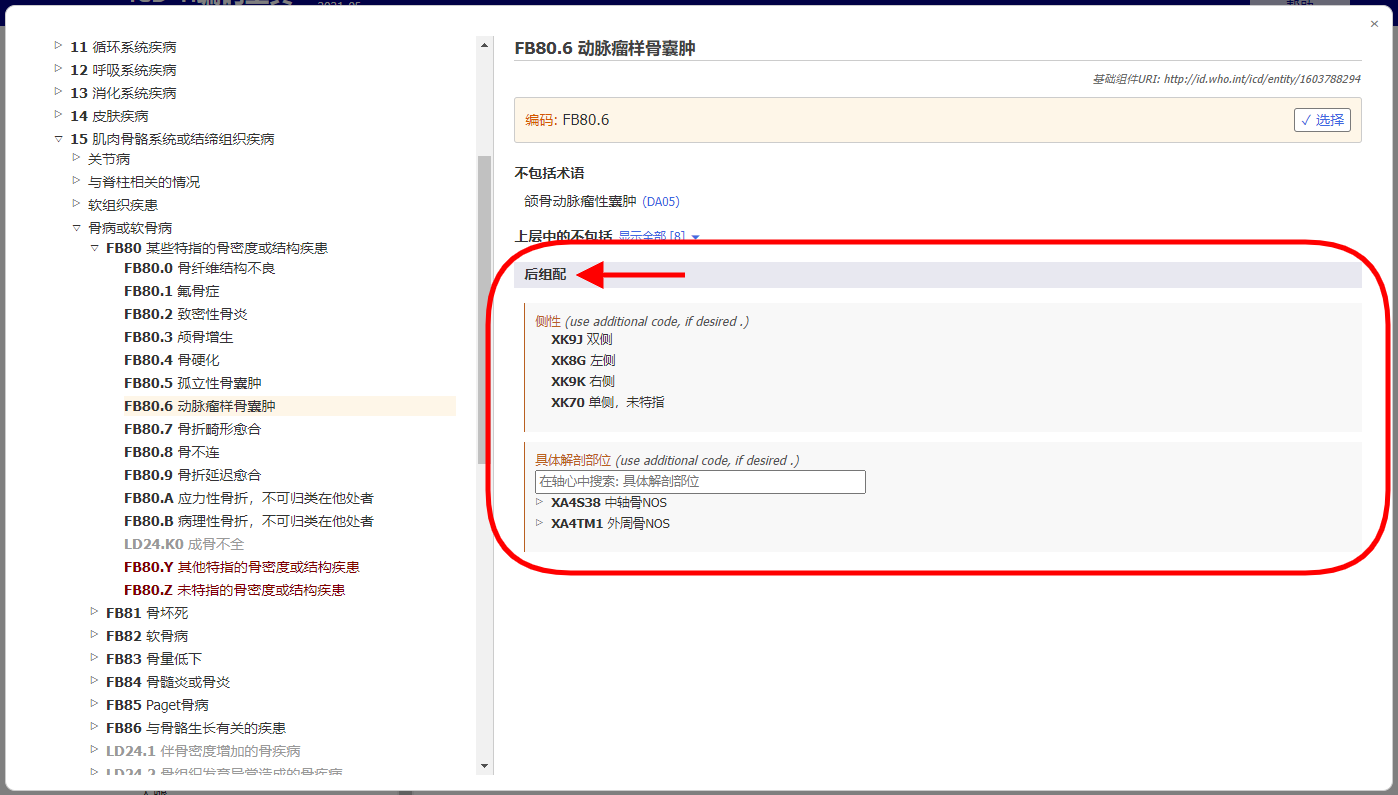 2021-05
帮助
×
11 循环系统疾病
12 呼吸系统疾病
13 消化系统疾病
14 皮肤疾病
15 肌肉骨骼系统或结缔组织疾病
关节病
与脊柱相关的情况
软组织疾患
骨病或软骨病
FB80 某些特指的骨密度或结构疾患
FB80.0 骨纤维结构不良
FB80.1 氟骨症
FB80.2 致密性骨炎
FB80.3 颅骨增生
FB80.4 骨硬化
FB80.5 孤立性骨囊肿
FB80.6 动脉瘤样骨囊肿
FB80.7 骨折畸形愈合
FB80.8 骨不连
FB80.9 骨折延迟愈合
FB80.A 应力性骨折，不可归类在他处者
FB80.B 病理性骨折，不可归类在他处者
LD24.K0 成骨不全
FB80.Y 其他特指的骨密度或结构疾患
FB80.Z 未特指的骨密度或结构疾患
FB81 骨坏死
FB82 软骨病
FB83 骨量低下
FB84 骨髓炎或骨炎
FB85 Paget骨病
FB86 与骨骼生长有关的疾患
LD24.1 伴骨密度增加的骨疾病
LD24.2 骨组织发育异常造成的骨疾病
FB80.6 动脉瘤样骨囊肿
基础组件URI: http://id.who.int/icd/entity/1603788294
编码: FB80.6
✓ 选择
不包括术语
颌骨动脉瘤性囊肿 (DA05)
上层中的不包括 显示全部 [8]
后组配
侧性 (use additional code, if desired .)
XK9J 双侧
XK8G 左侧
XK9K 右侧
XK70 单侧，未特指
具体解剖部位 (use additional code, if desired .)
在轴心中搜索: 具体解剖部位
XA4S38 中轴骨NOS
XA4TM1 外周骨NOS